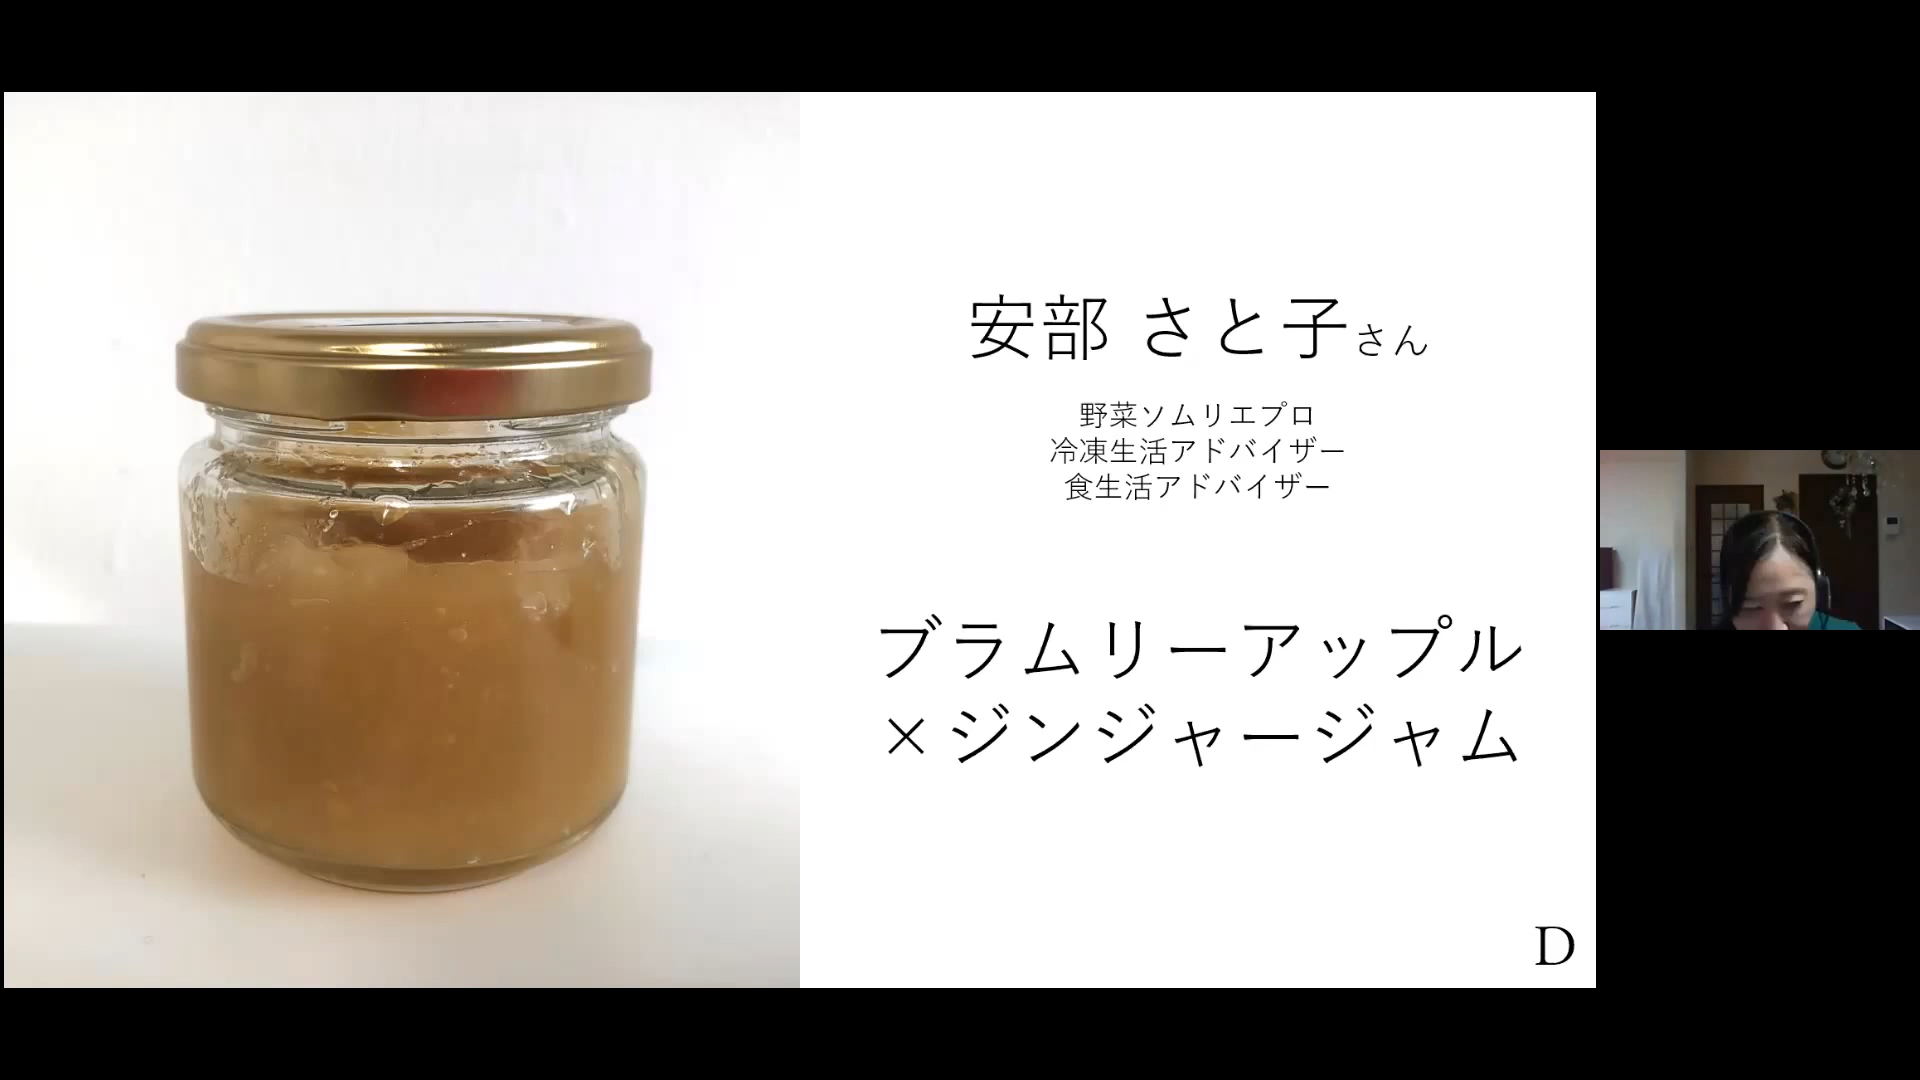 安部 さと子さん
野菜ソムリエプロ
冷凍生活アドバイザー
食生活アドバイザー
ブラムリーアップル
×ジンジャージャム
D